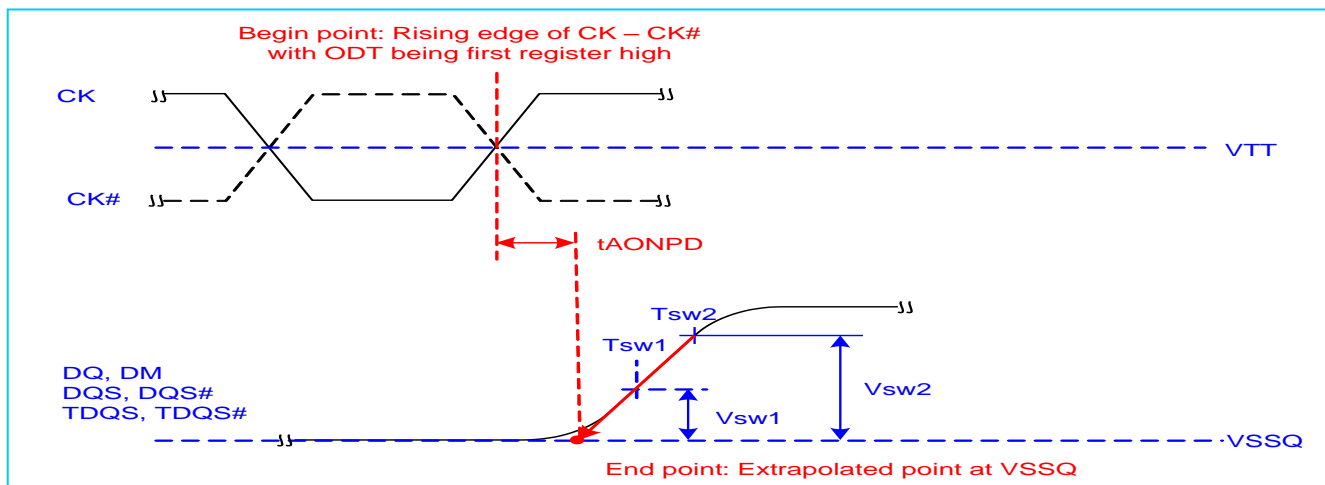 Begin point: Rising edge of CK – CK#
with ODT being first register high
CK
VTT
CK#
tAONPD
Tsw2
Tsw1
DQ, DM
DQS, DQS#
TDQS, TDQS#
Vsw2
Vsw1
VSSQ
End point: Extrapolated point at VSSQ